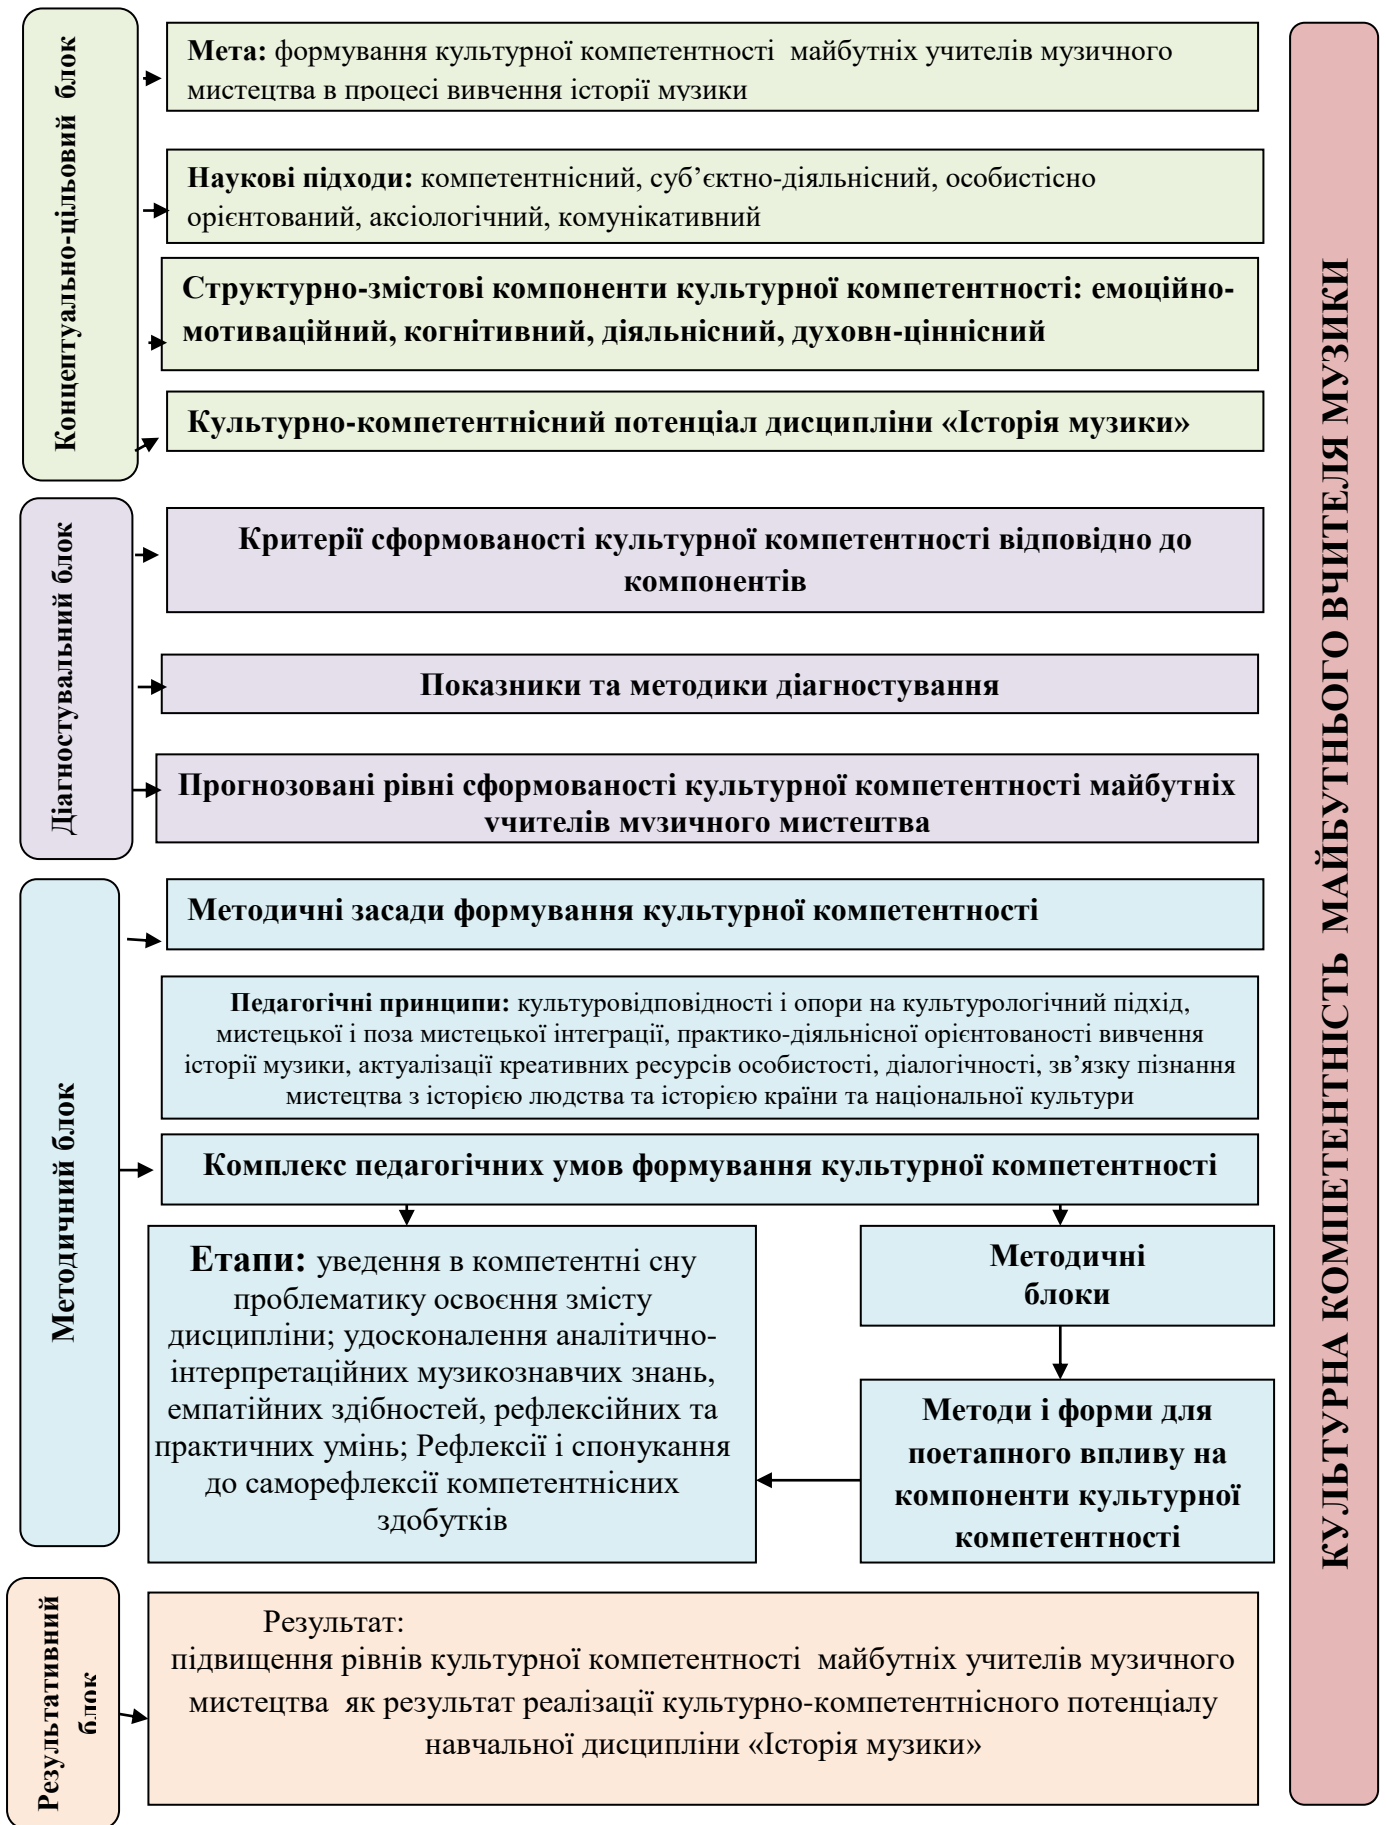 Концептуально-цільовий блок
Мета: формування культурної компетентності майбутніх учителів музичного
мистецтва в процесі вивчення історії музики
Наукові підходи: компетентнісний, суб’єктно-діяльнісний, особистісно
орієнтований, аксіологічний, комунікативний
Структурно-змістові компоненти культурної компетентності: емоційно-
мотиваційний, когнітивний, діяльнісний, духовн-ціннісний
Культурно-компетентнісний потенціал дисципліни «Історія музики»
Діагностувальний блок
Критерії сформованості культурної компетентності відповідно до
компонентів
Показники та методики діагностування
Прогнозовані рівні сформованості культурної компетентності майбутніх
учителів музичного мистецтва
Методичний блок
Методичні засади формування культурної компетентності
Педагогічні принципи: культуровідповідності і опори на культурологічний підхід,
мистецької і поза мистецької інтеграції, практико-діяльнісної орієнтованості вивчення
історії музики, актуалізації креативних ресурсів особистості, діалогічності, зв’язку пізнання
мистецтва з історією людства та історією країни та національної культури
Комплекс педагогічних умов формування культурної компетентності
Етапи: уведення в компетентні сну
проблематику освоєння змісту
дисципліни; удосконалення аналітично-
інтерпретаційних музикознавчих знань,
емпатійних здібностей, рефлексійних та
практичних умінь; Рефлексії і спонукання
до саморефлексії компетентнісних
здобутків
Методичні
блоки
Методи і форми для
поетапного впливу на
компоненти культурної
компетентності
Результативний
блок
Результат:
підвищення рівнів культурної компетентності майбутніх учителів музичного
мистецтва як результат реалізації культурно-компетентнісного потенціалу
навчальної дисципліни «Історія музики»
КУЛЬТУРНА КОМПЕТЕНТНІСТЬ МАЙБУТНЬОГО ВЧИТЕЛЯ МУЗИКИ